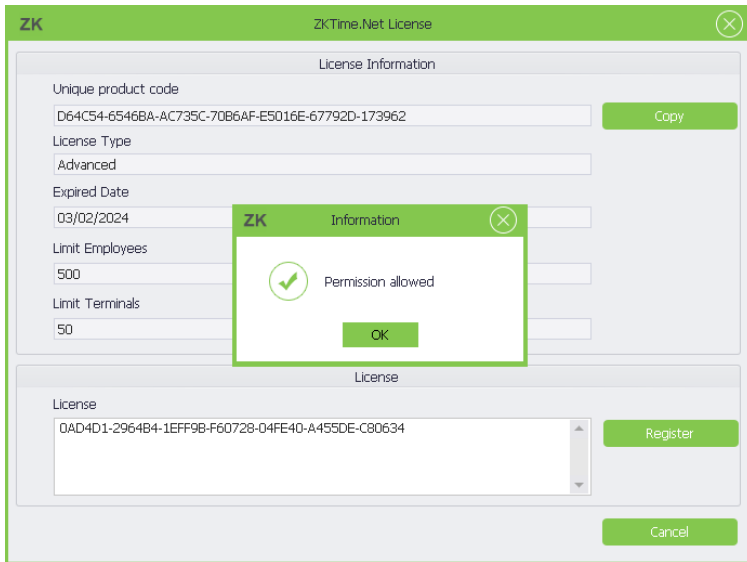 ZK
ZKTime.Net License
License Information
Unique product code
D64C54-6546BA-AC735C-70B6AF-E5016E-67792D-173962
Copy
License Type
Advanced
Expired Date
03/02/2024
ZK
Information
Limit Employees
500
Permission allowed
Limit Terminals
50
OK
License
License
0AD4D1-2964B4-1EFF9B-F60728-04FE40-A455DE-C80634
Register
Cancel